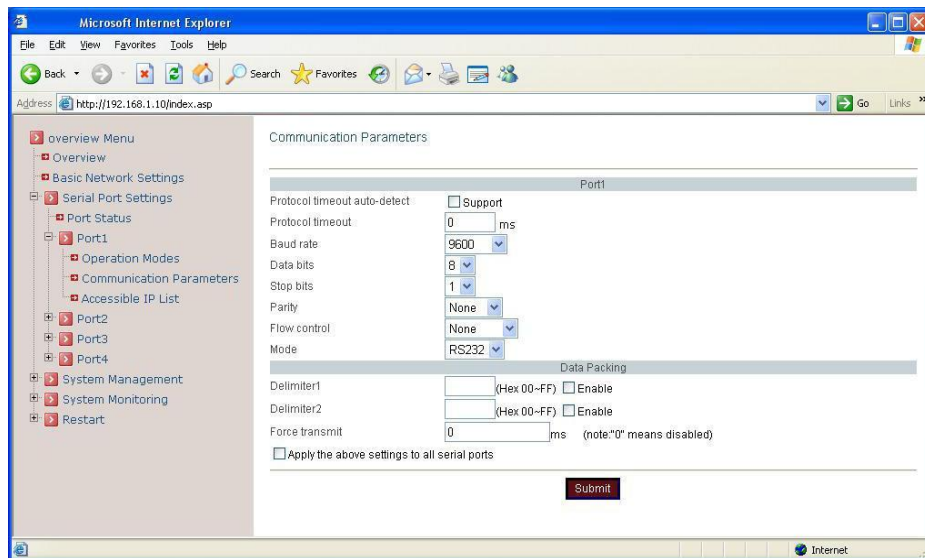 Microsoft Internet Explorer
File Edit View Favorites Tools Help
Back Search Favorites
Address http://192.168.1.10/index.asp Go Links »
overview Menu
Overview
Basic Network Settings
Serial Port Settings
Port Status
Port1
Operation Modes
Communication Parameters
Accessible IP List
Port2
Port3
Port4
System Management
System Monitoring
Restart
Communication Parameters
Port1
Protocol timeout auto-detect Support
Protocol timeout 0 ms
Baud rate 9600
Data bits 8
Stop bits 1
Parity None
Flow control None
Mode RS232
Data Packing
Delimiter1 (Hex 00~FF) Enable
Delimiter2 (Hex 00~FF) Enable
Force transmit 0 ms (note:"0" means disabled)
Apply the above settings to all serial ports
Submit
Internet